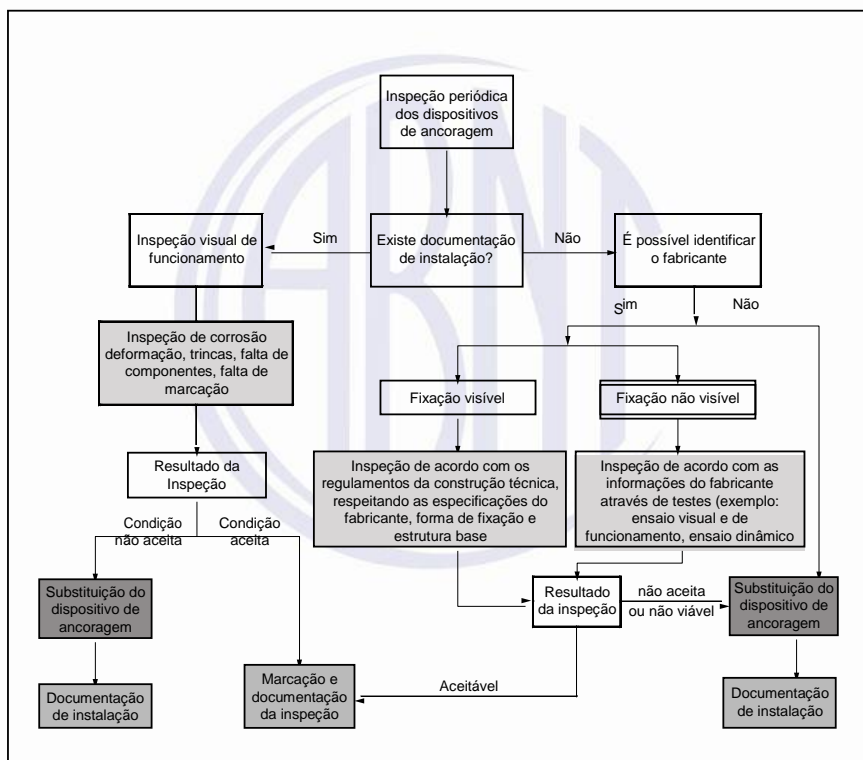 Inspeção periódica
dos dispositivos
de ancoragem
Inspeção visual de
funcionamento
Sim
Existe documentação
de instalação?
Não
É possível identificar
o fabricante
Sim
Não
Inspeção de corrosão
deformação, trincas, falta de
componentes, falta de
marcação
Fixação visível
Fixação não visível
Resultado da
Inspeção
Inspeção de acordo com os
regulamentos da construção técnica,
respeitando as especificações do
fabricante, forma de fixação e
estrutura base
Inspeção de acordo com as
informações do fabricante
através de testes (exemplo:
ensaio visual e de
funcionamento, ensaio dinâmico
Condição
não aceita
Condição
aceita
Substituição do
dispositivo de
ancoragem
Resultado
da inspeção
não aceita
ou não viável
Substituição do
dispositivo de
ancoragem
Documentação
de instalação
Marcação e
documentação
da inspeção
Aceitável
Documentação
de instalação
ABNT